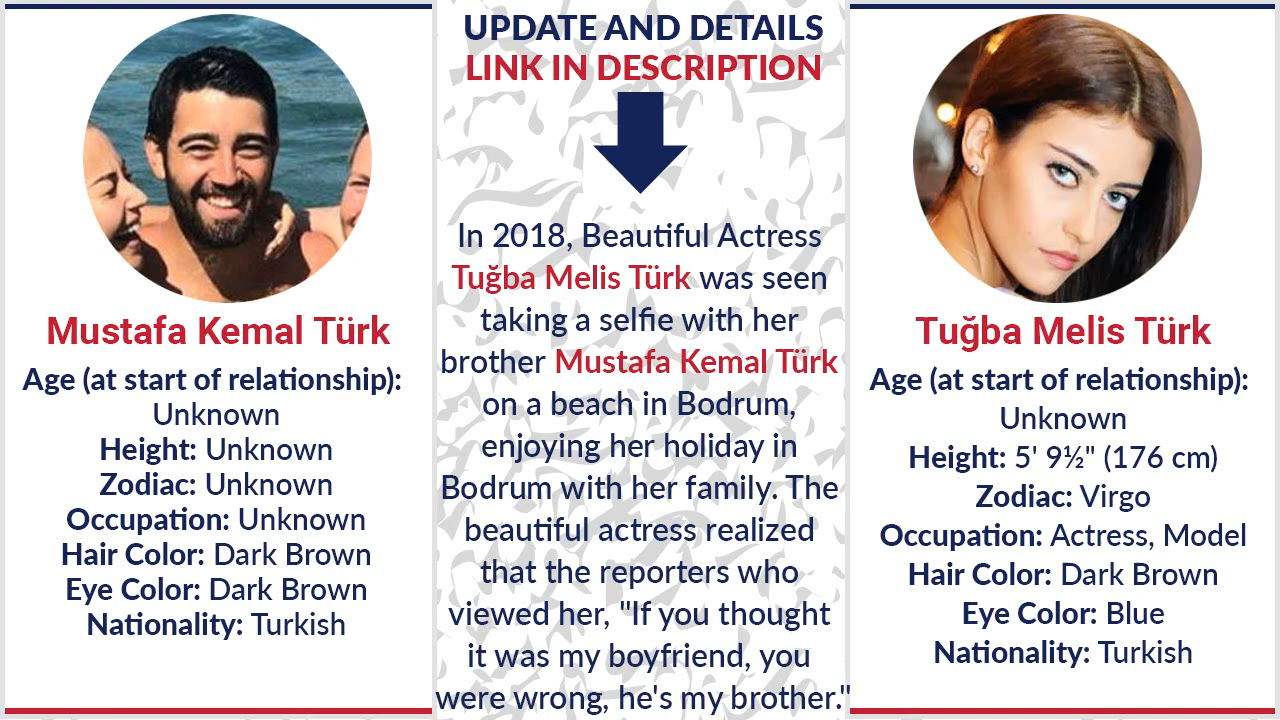 Mustafa Kemal Türk
Age (at start of relationship):
Unknown
Height: Unknown
Zodiac: Unknown
Occupation: Unknown
Hair Color: Dark Brown
Eye Color: Dark Brown
Nationality: Turkish
UPDATE AND DETAILS
LINK IN DESCRIPTION
In 2018, Beautiful Actress
Tuğba Melis Türk was seen
taking a selfie with her
brother Mustafa Kemal Türk
on a beach in Bodrum,
enjoying her holiday in
Bodrum with her family. The
beautiful actress realized
that the reporters who
viewed her, "If you thought
it was my boyfriend, you
were wrong, he's my brother."
Tuğba Melis Türk
Age (at start of relationship):
Unknown
Height: 5' 9½" (176 cm)
Zodiac: Virgo
Occupation: Actress, Model
Hair Color: Dark Brown
Eye Color: Blue
Nationality: Turkish